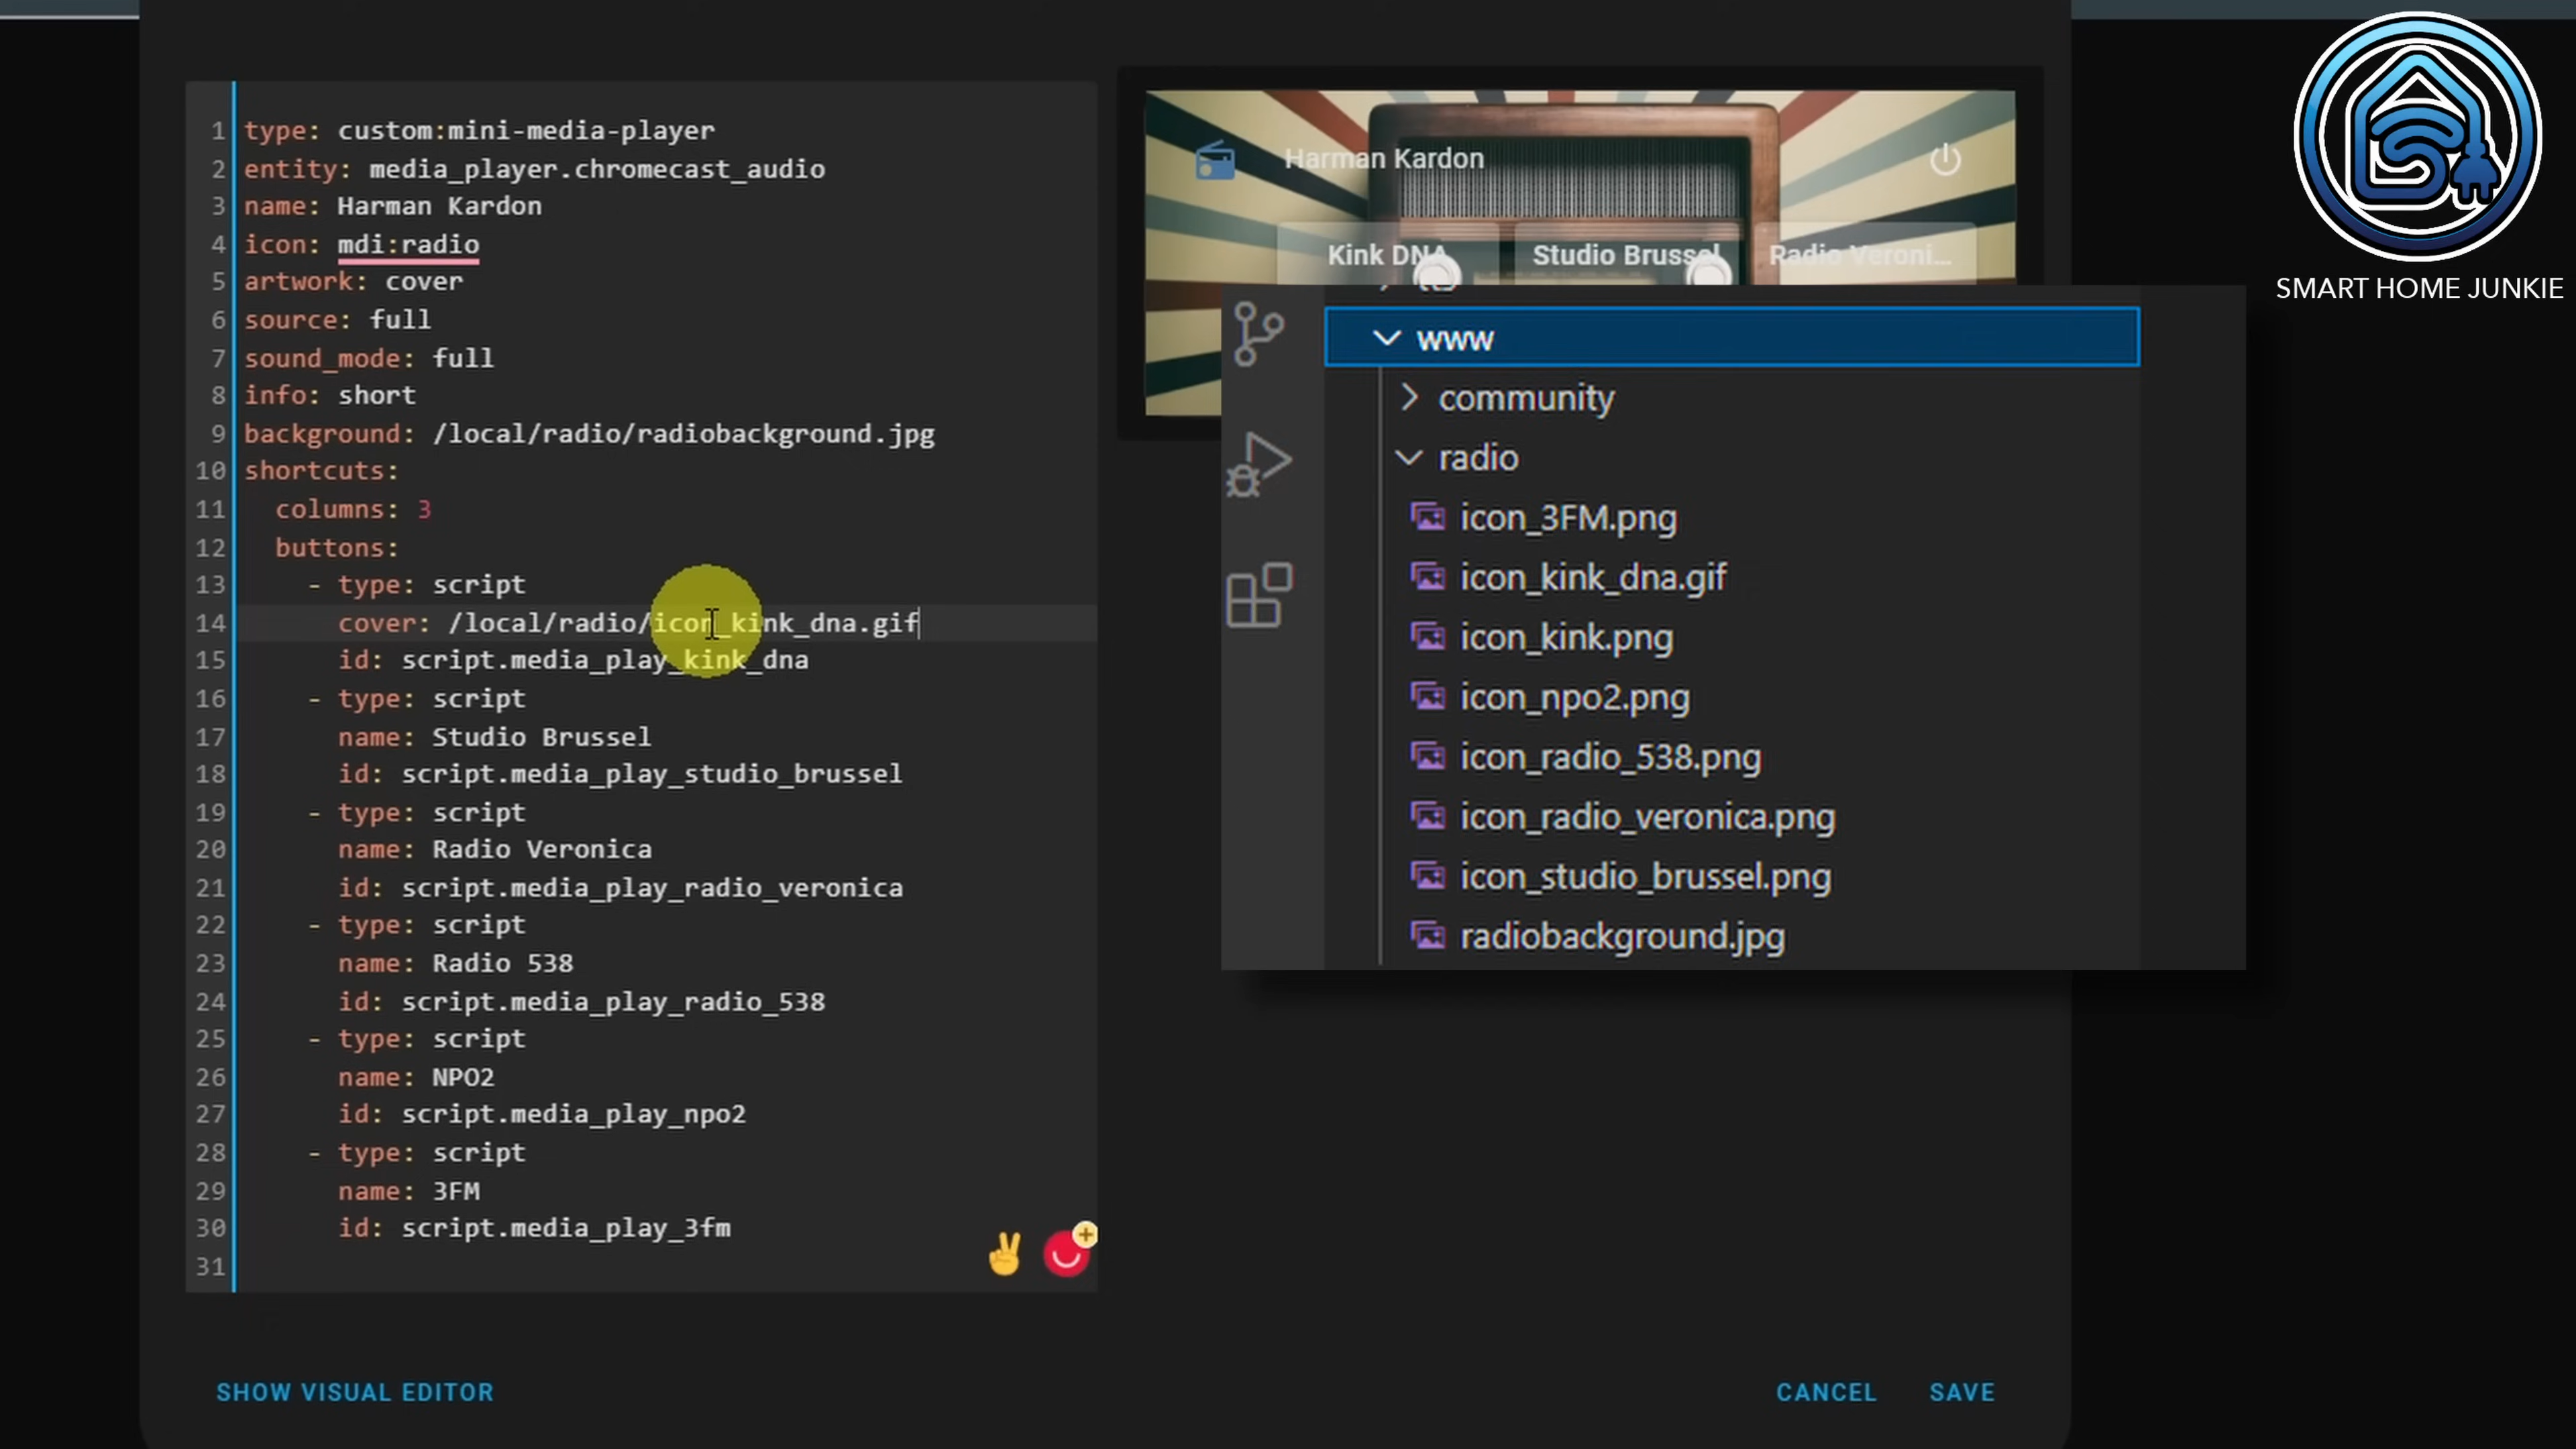 1 type: custom:mini-media-player
2 entity: media_player.chromecast_audio
3 name: Harman Kardon
4 icon: mdi:radio
5 artwork: cover
6 source: full
7 sound_mode: full
8 info: short
9 background: /local/radio/radiobackground.jpg
10 shortcuts:
11 columns: 3
12 buttons:
13 - type: script
14 cover: /local/radio/icon_kink_dna.gif
15 id: script.media_play_kink_dna
16 - type: script
17 name: Studio Brussel
18 id: script.media_play_studio_brussel
19 - type: script
20 name: Radio Veronica
21 id: script.media_play_radio_veronica
22 - type: script
23 name: Radio 538
24 id: script.media_play_radio_538
25 - type: script
26 name: NPO2
27 id: script.media_play_npo2
28 - type: script
29 name: 3FM
30 id: script.media_play_3fm
31
SHOW VISUAL EDITOR
Harman Kardon
Kink DNA
Studio Brussel
Radio Veroni...
www
community
radio
icon_3FM.png
icon_kink_dna.gif
icon_kink.png
icon_npo2.png
icon_radio_538.png
icon_radio_veronica.png
icon_studio_brussel.png
radiobackground.jpg
CANCEL
SAVE
SMART HOME JUNKIE